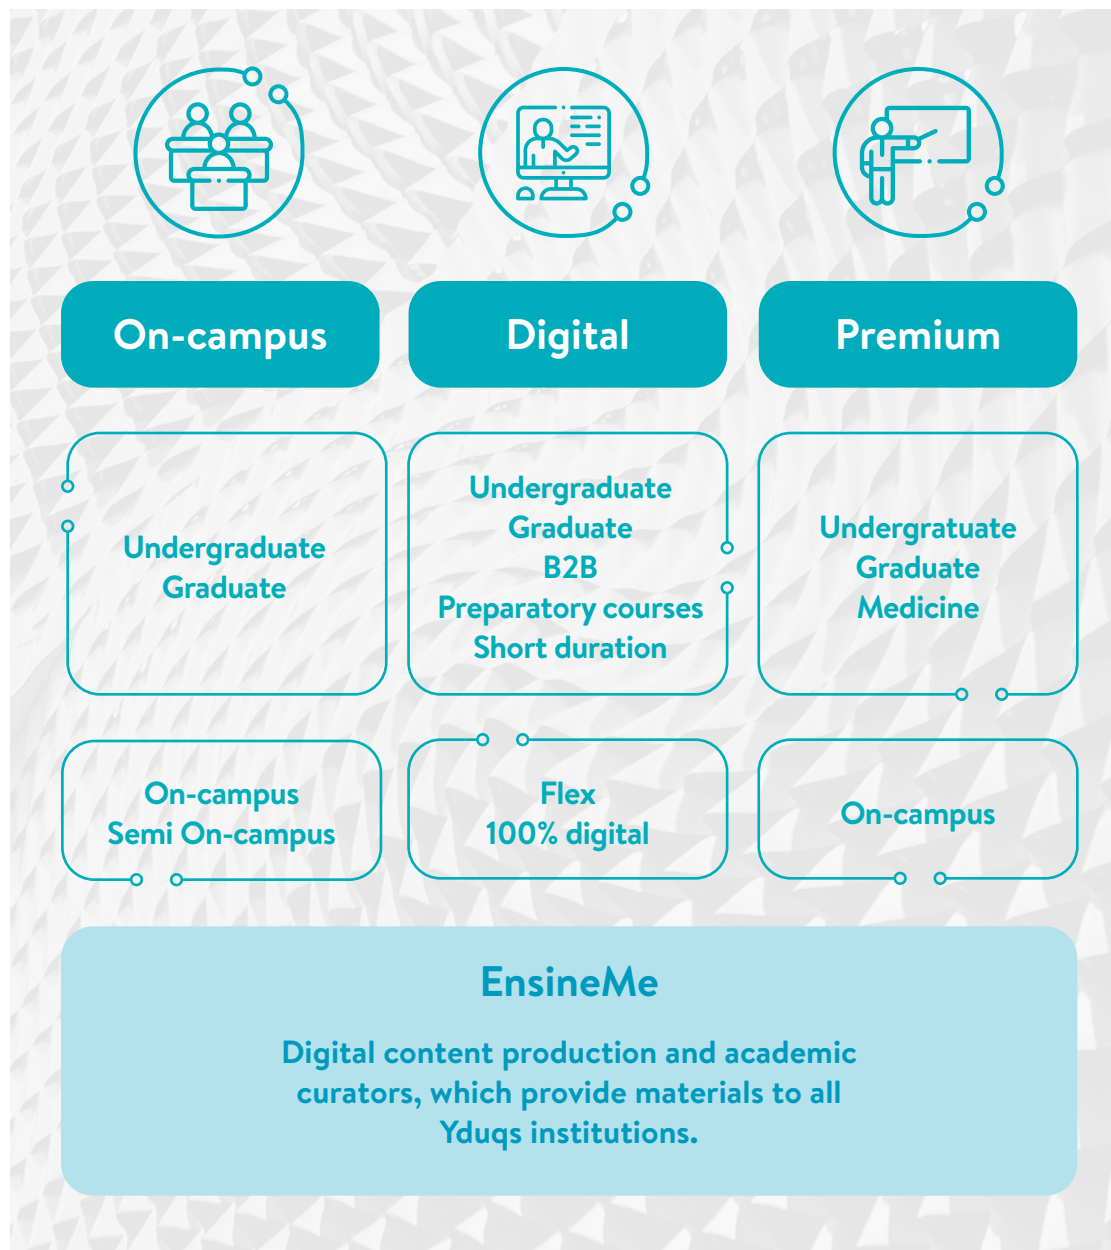 On-campus
Digital
Premium
Undergraduate
Graduate
Undergraduate
Graduate
B2B
Preparatory courses
Short duration
Undergratuate
Graduate
Medicine
On-campus
Semi On-campus
Flex
100% digital
On-campus
EnsineMe
Digital content production and academic
curators, which provide materials to all
Yduqs institutions.